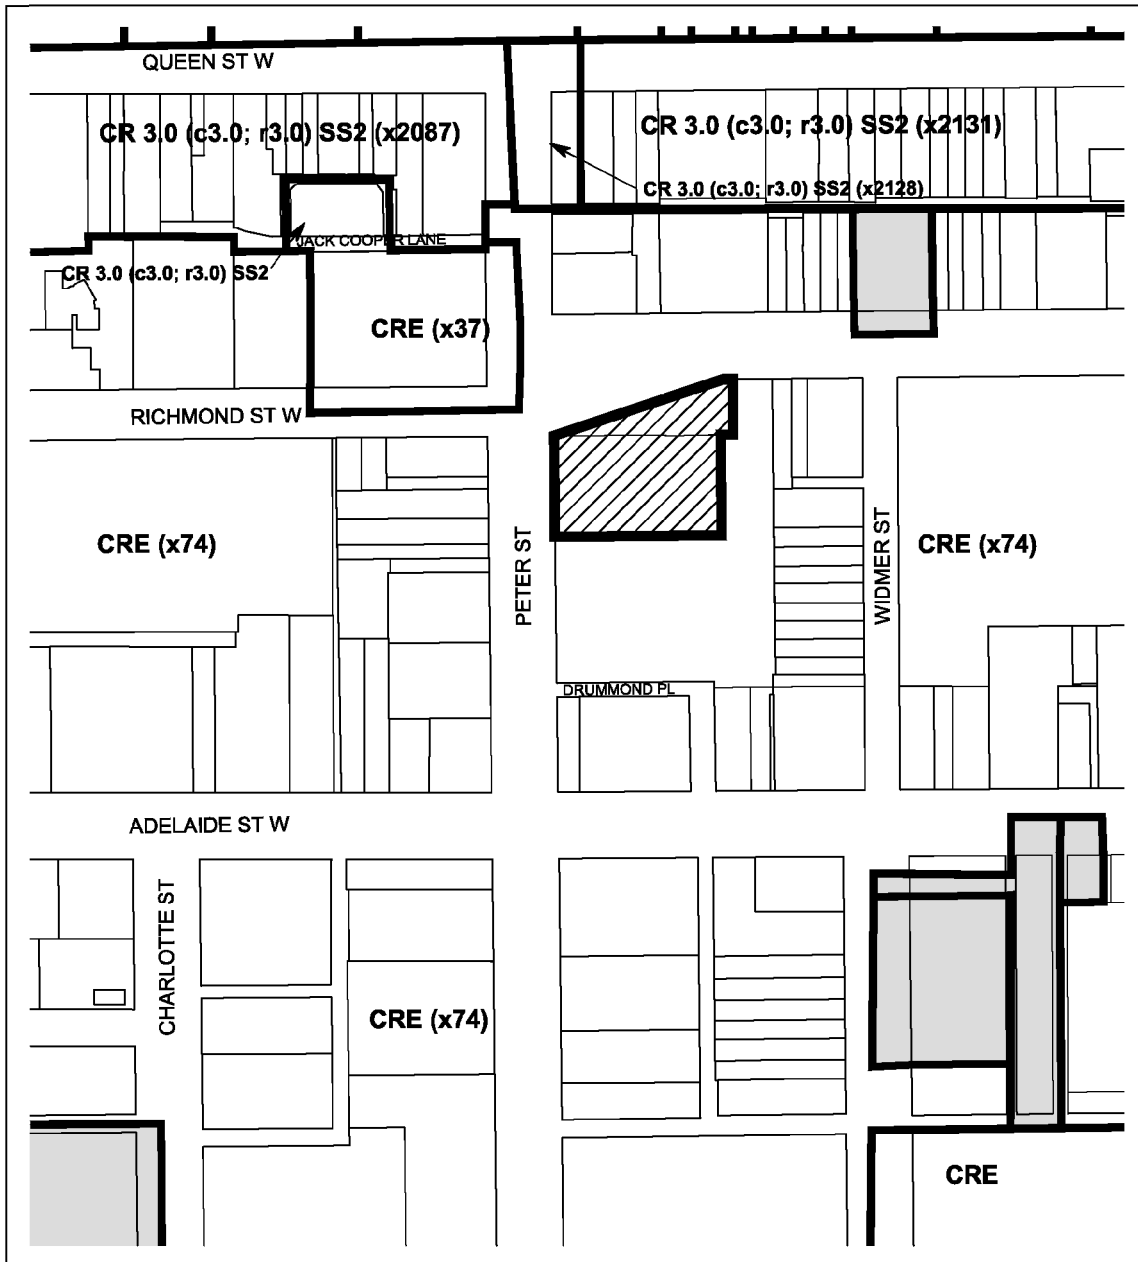 QUEEN ST W
CR 3.0 (c3.0; r3.0) SS2 (x2087)
CR 3.0 (c3.0; r3.0) SS2 (x2131)
CR 3.0 (c3.0; r3.0) SS2 (x2128)
JACK COOPER LANE
CR 3.0 (c3.0; r3.0) SS2
CRE (x37)
RICHMOND ST W
CRE (x74)
PETER ST
WIDMER ST
CRE (x74)
DRUMMOND PL
ADELAIDE ST W
CHARLOTTE ST
CRE (x74)
CRE